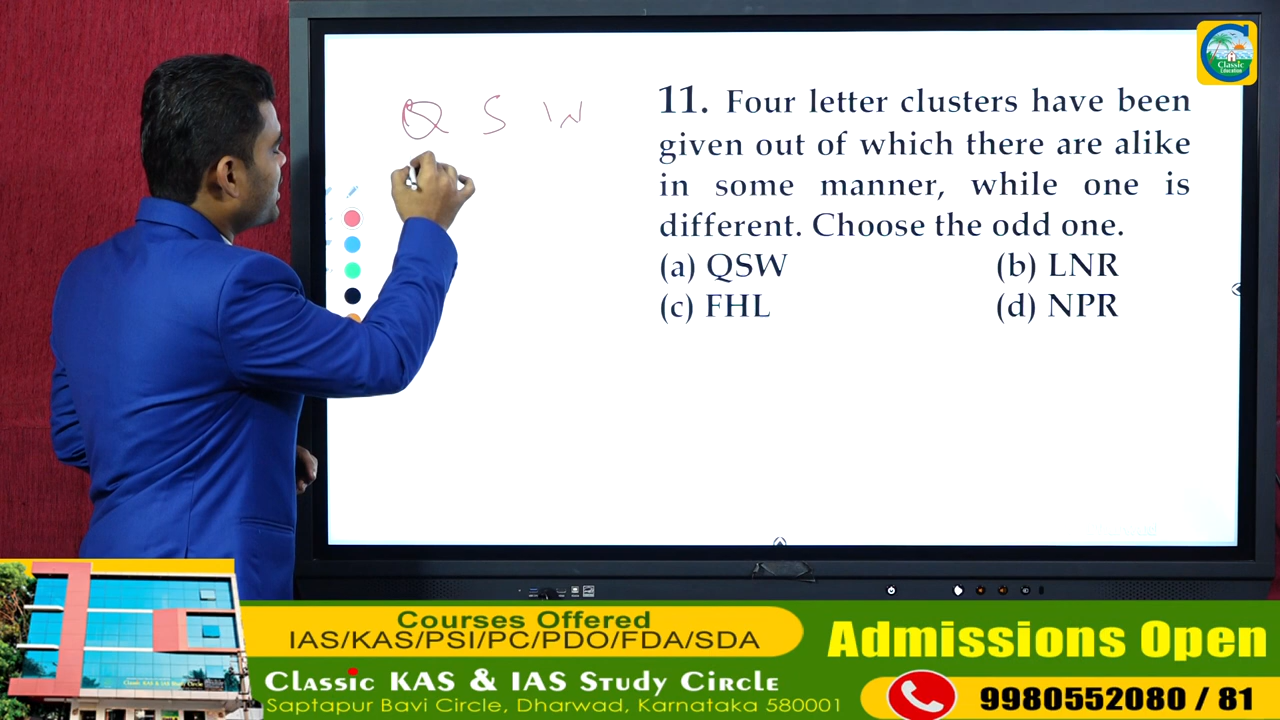 Classic
Education
Q S W
11. Four letter clusters have been
given out of which there are alike
in some manner, while one is
different. Choose the odd one.
(a) QSW (b) LNR
(c) FHL (d) NPR
Courses Offered
IAS/KAS/PSI/PC/PDO/FDA/SDA
Classic KAS & IAS Study Circle
Saptapur Bavi Circle, Dharwad, Karnataka 580001
Admissions Open
9980552080 / 81